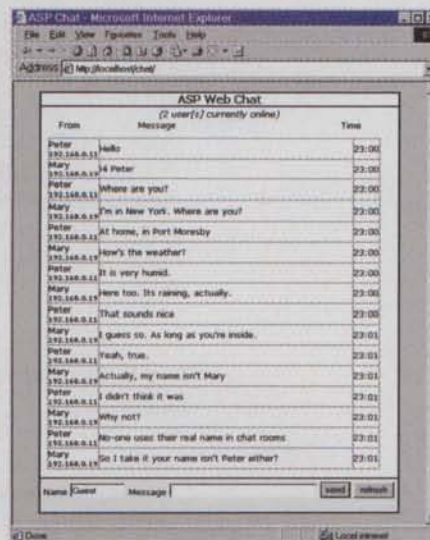 ASP Chat - Microsoft Internet Explorer
File Edit View Favorites Tools Help
Address http://localhost/chat/
ASP Web Chat
(2 user[s] currently online)
From Message Time
Peter
192.168.0.11 Hello 23:00
Mary
192.168.0.19 Hi Peter 23:00
Peter
192.168.0.11 Where are you? 23:00
Mary
192.168.0.19 I'm in New York. Where are you? 23:00
Peter
192.168.0.11 At home, in Port Moresby 23:00
Mary
192.168.0.19 How's the weather? 23:00
Peter
192.168.0.11 It is very humid. 23:00
Mary
192.168.0.19 Here too. Its raining, actually. 23:00
Peter
192.168.0.11 That sounds nice 23:00
Mary
192.168.0.19 I guess so. As long as you're inside. 23:01
Peter
192.168.0.11 Yeah, true. 23:01
Mary
192.168.0.19 Actually, my name isn't Mary 23:01
Peter
192.168.0.11 I didn't think it was 23:01
Mary
192.168.0.19 Why not? 23:01
Peter
192.168.0.11 No-one uses their real name in chat rooms 23:01
Mary
192.168.0.19 So I take it your name isn't Peter either? 23:01
Name Guest Message send refresh
Done Local intranet